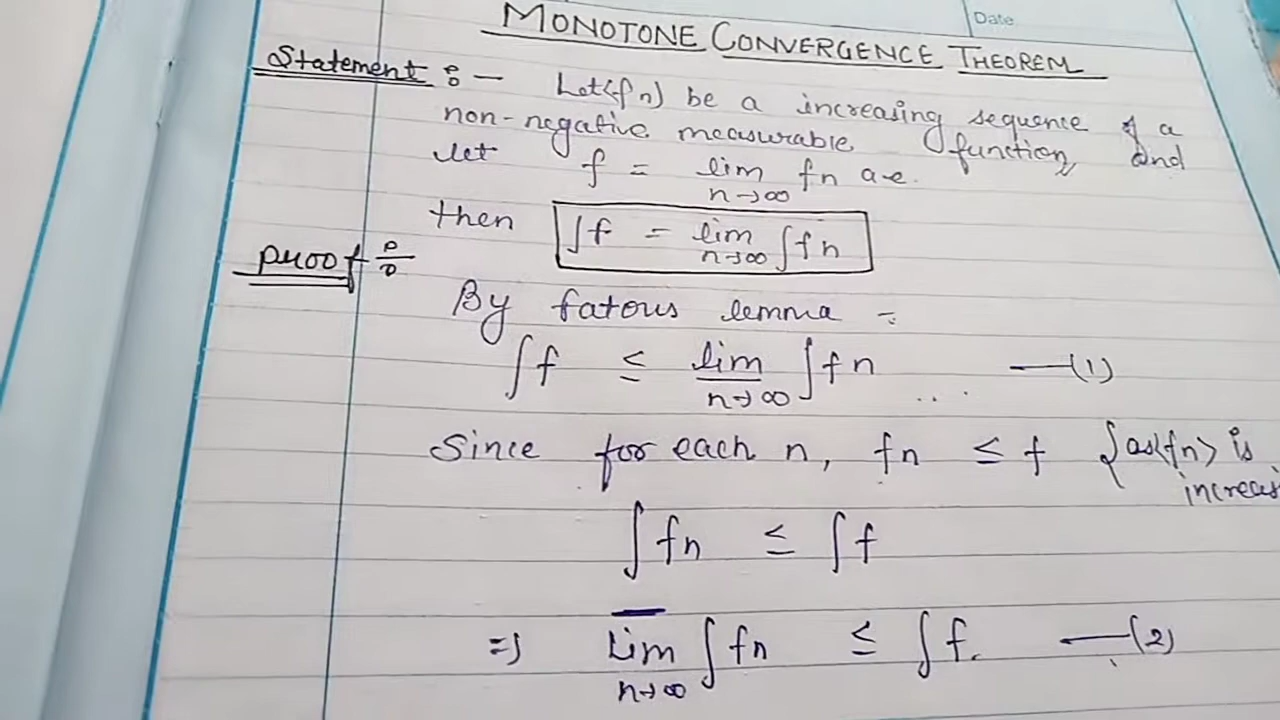 Date
MONOTONE CONVERGENCE THEOREM
Statement :- Let <fn> be a increasing sequence of a
non-negative measurable function, and
let f = lim n→∞ fn a.e.
then ∫f = lim n→∞ ∫fn
Proof :
By fatous lemma -
∫f ≤ lim n→∞ ∫fn —(1)
Since for each n, fn ≤ f {as <fn> is
increas
∫fn ≤ ∫f
⇒ lim n→∞ ∫fn ≤ ∫f. —(2)